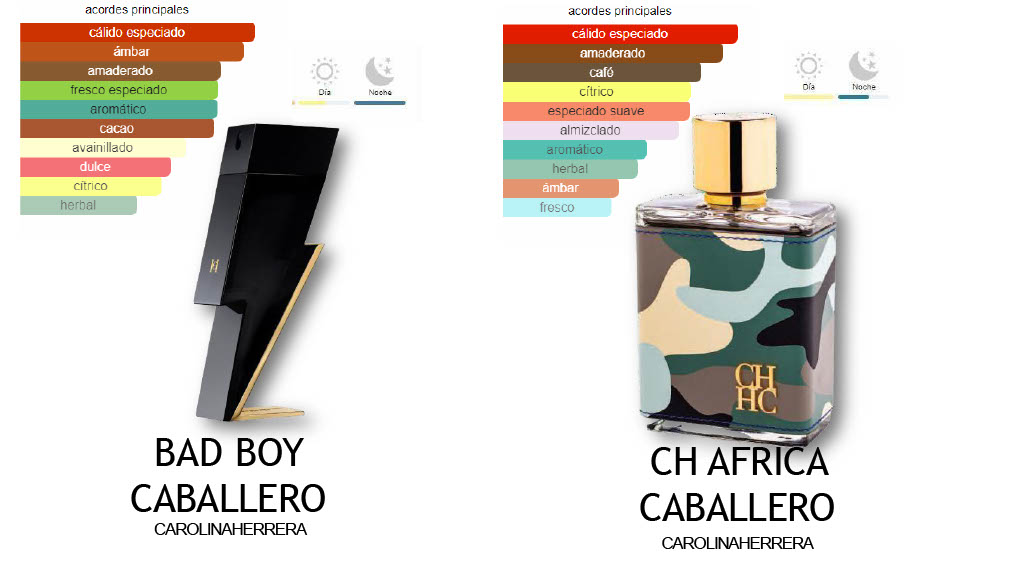 acordes principales
cálido especiado
ámbar
amaderado
fresco especiado
aromático
cacao
avainillado
dulce
cítrico
herbal
Día
Noche
BAD BOY
CABALLERO
CAROLINAHERRERA
acordes principales
cálido especiado
amaderado
café
cítrico
especiado suave
almizclado
aromático
herbal
ámbar
fresco
Día
Noche
CH
HC
CH AFRICA
CABALLERO
CAROLINAHERRERA